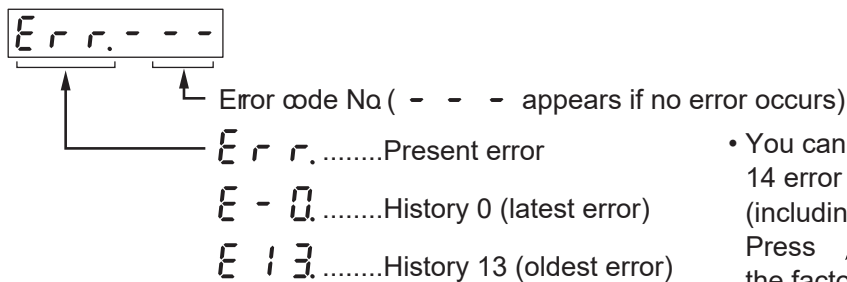 Err.- - -
Error code No. ( - - - appears if no error occurs)
Err. ........Present error
E-0. ........History 0 (latest error)
E13. ........History 13 (oldest error)
• You can
14 error
(includin
Press
the facto